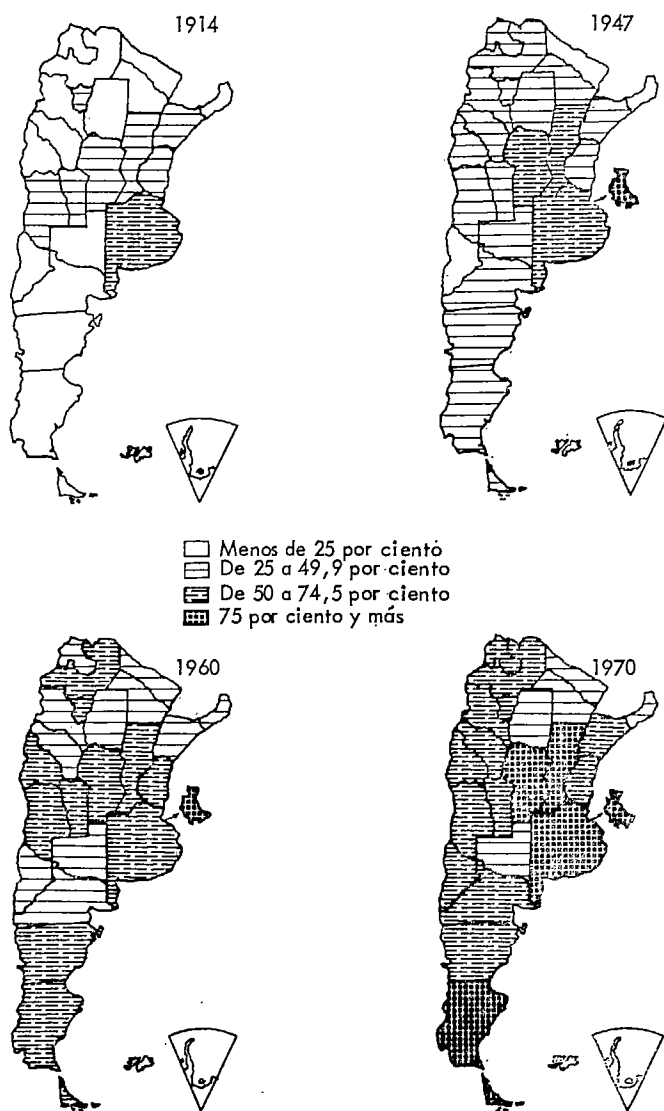 1914
1947
Menos de 25 por ciento
De 25 a 49,9 por ciento
De 50 a 74,5 por ciento
75 por ciento y más
1960
1970